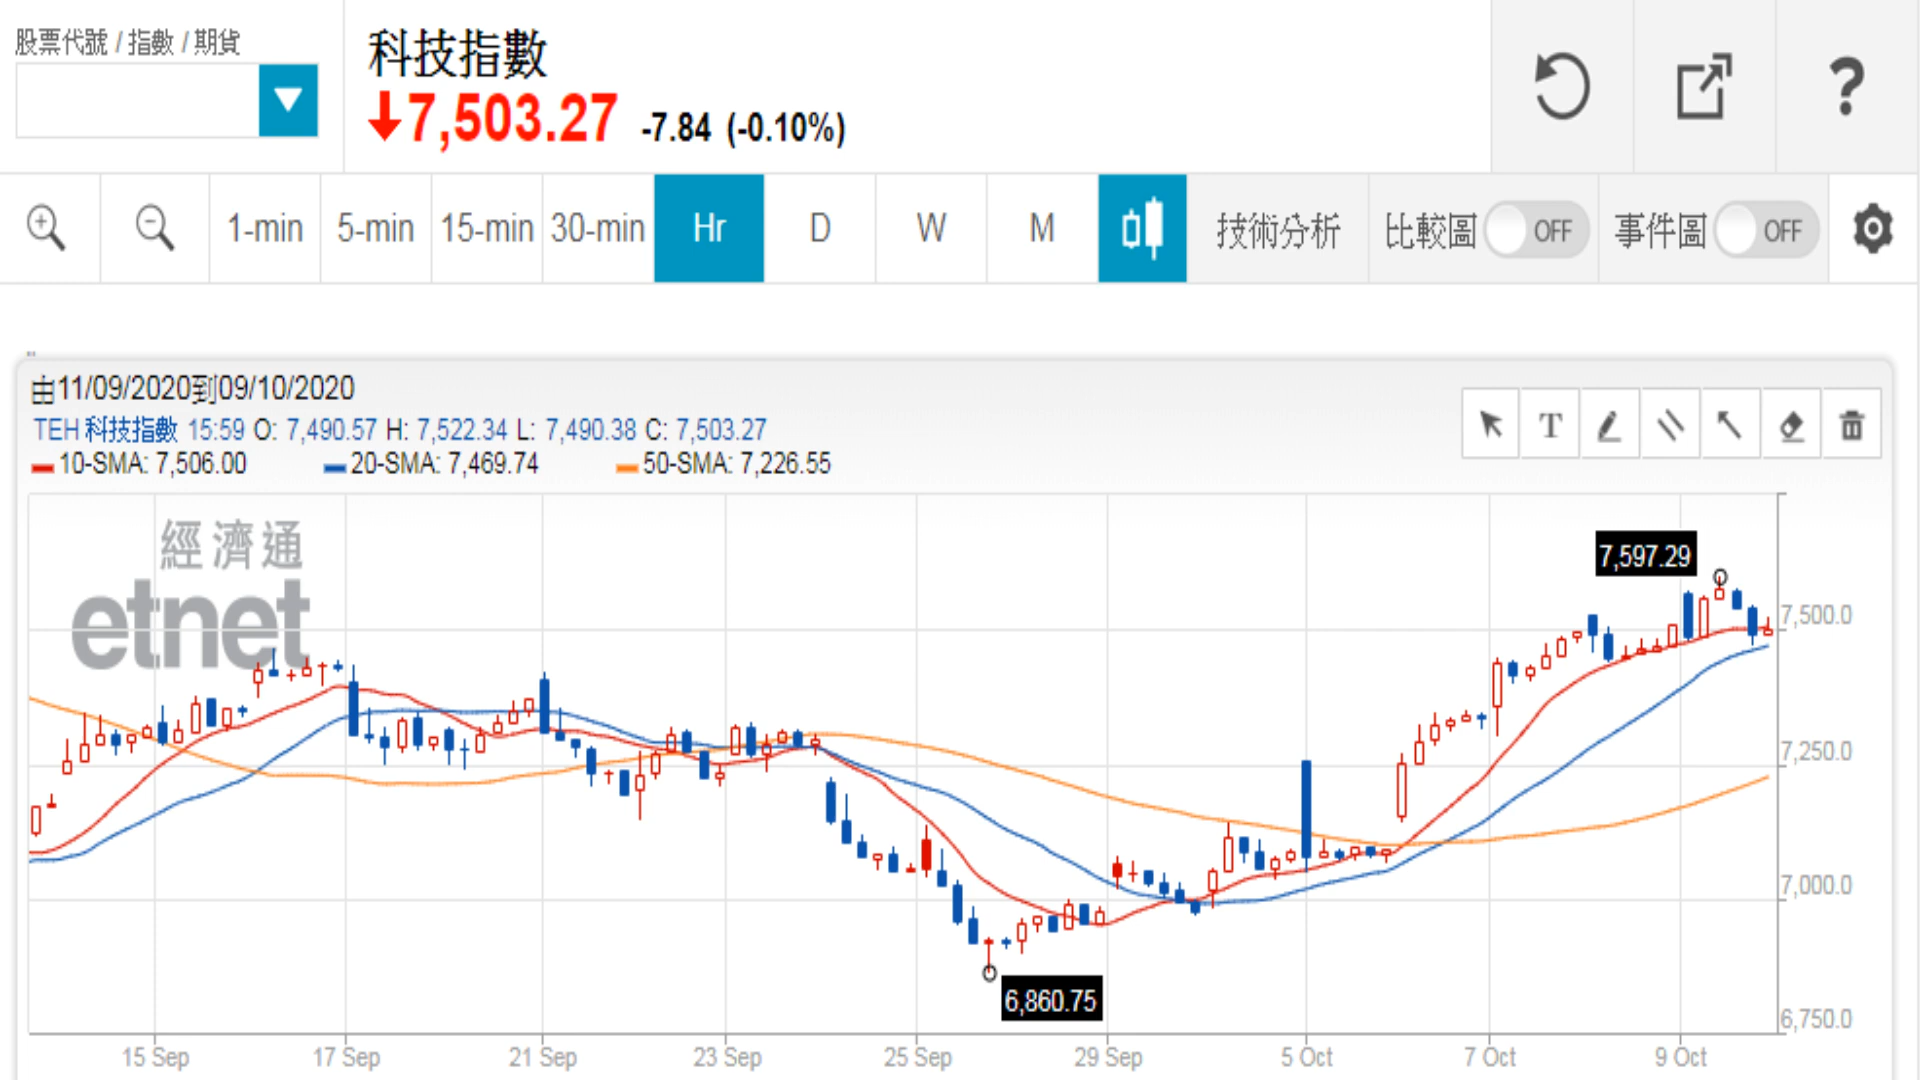 股票代號 / 指數 / 期貨
科技指數
7,503.27 -7.84 (-0.10%)
?
1-min 5-min 15-min 30-min Hr D W M 技術分析 比較圖 OFF 事件圖 OFF
由11/09/2020到09/10/2020
TEH 科技指數 15:59 O: 7,490.57 H: 7,522.34 L: 7,490.38 C: 7,503.27
10-SMA: 7,506.00 20-SMA: 7,469.74 50-SMA: 7,226.55
T
經濟通
etnet
7,597.29
7,500.0
7,250.0
7,000.0
6,860.75
6,750.0
15 Sep 17 Sep 21 Sep 23 Sep 25 Sep 29 Sep 5 Oct 7 Oct 9 Oct